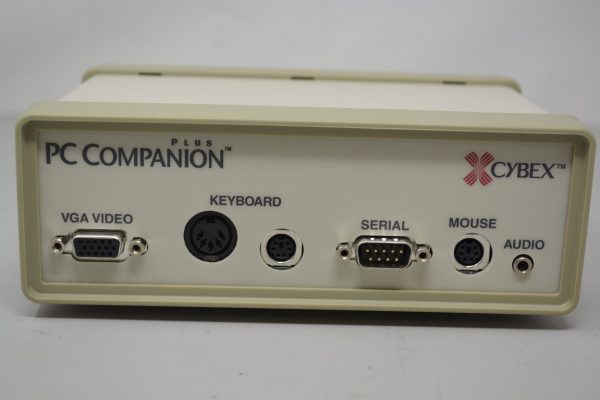 PLUS
PC COMPANION™
CYBEX™
KEYBOARD
VGA VIDEO
SERIAL
MOUSE
AUDIO